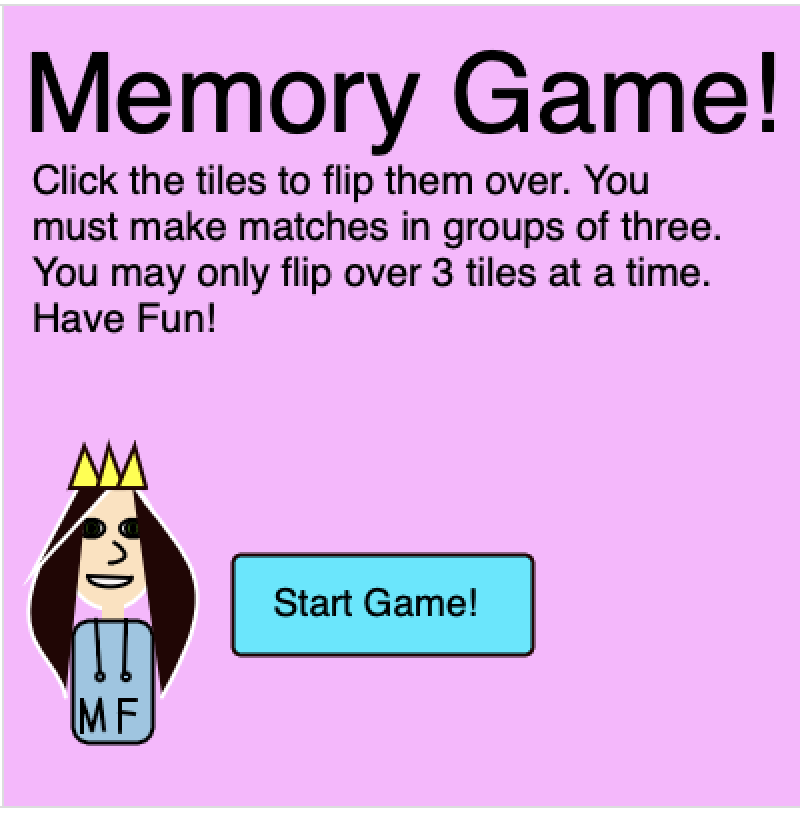 Memory Game!
Click the tiles to flip them over. You
must make matches in groups of three.
You may only flip over 3 tiles at a time.
Have Fun!
Start Game!
MF